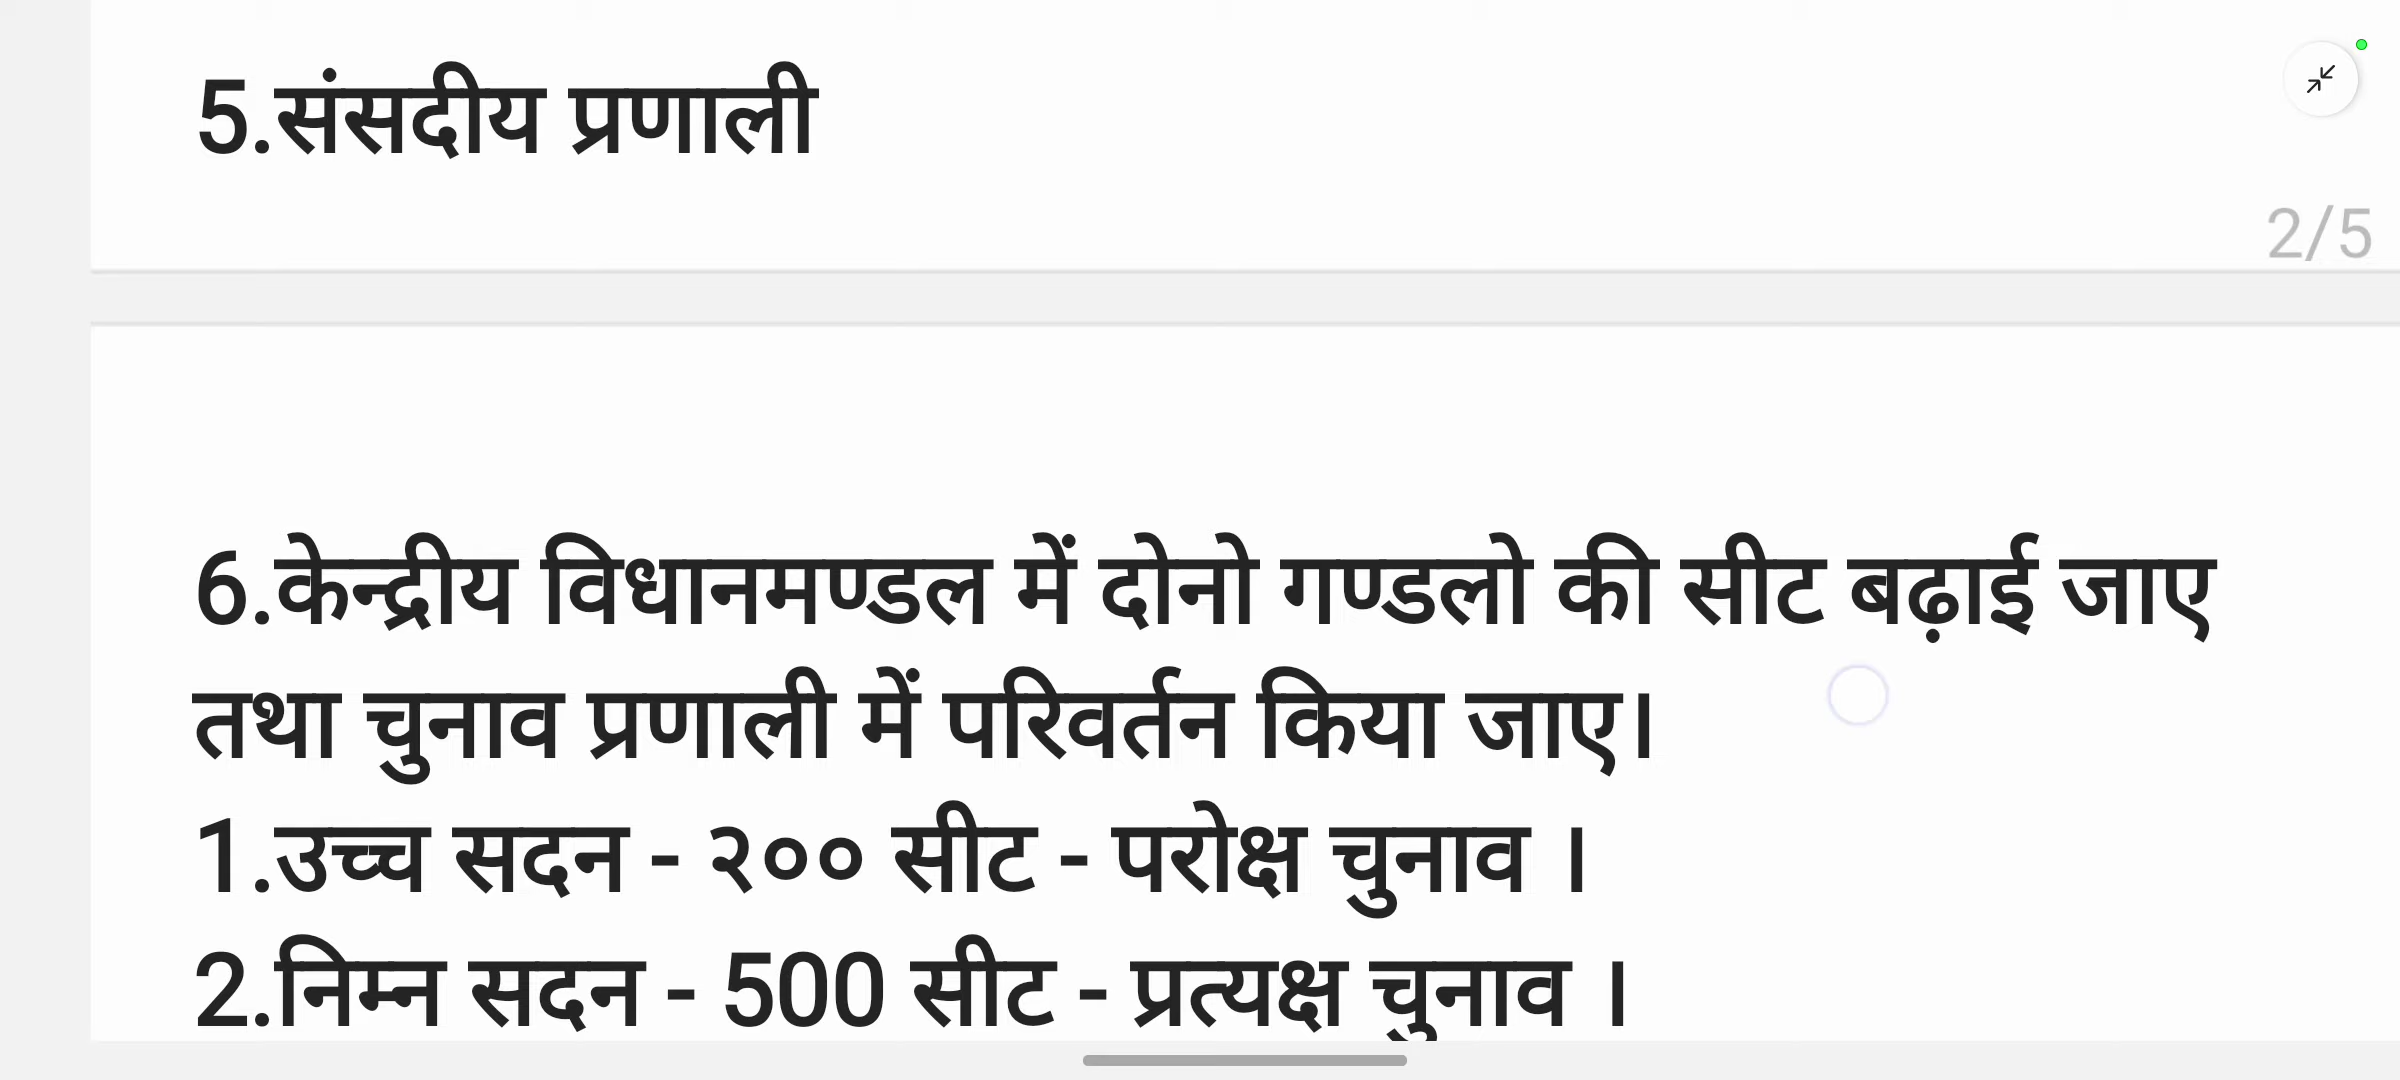 5.संसदीय प्रणाली
2/5
6.केन्द्रीय विधानमण्डल में दोनो गण्डलो की सीट बढ़ाई जाए
तथा चुनाव प्रणाली में परिवर्तन किया जाए।
1.उच्च सदन - २०० सीट - परोक्ष चुनाव ।
2.निम्न सदन - 500 सीट - प्रत्यक्ष चुनाव ।